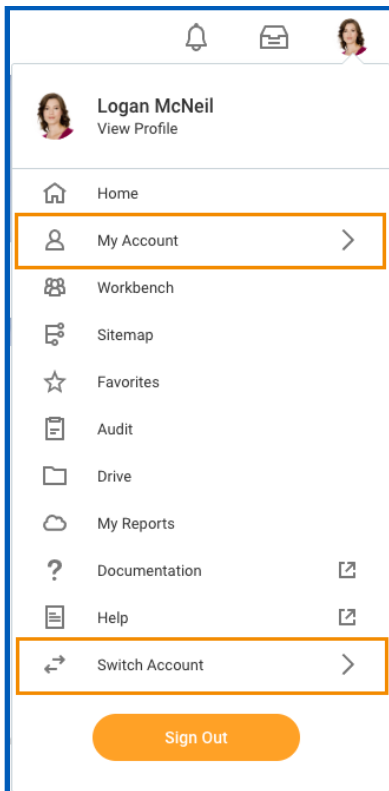 Logan McNeil
View Profile
Home
My Account
Workbench
Sitemap
Favorites
Audit
Drive
My Reports
Documentation
Help
Switch Account
Sign Out